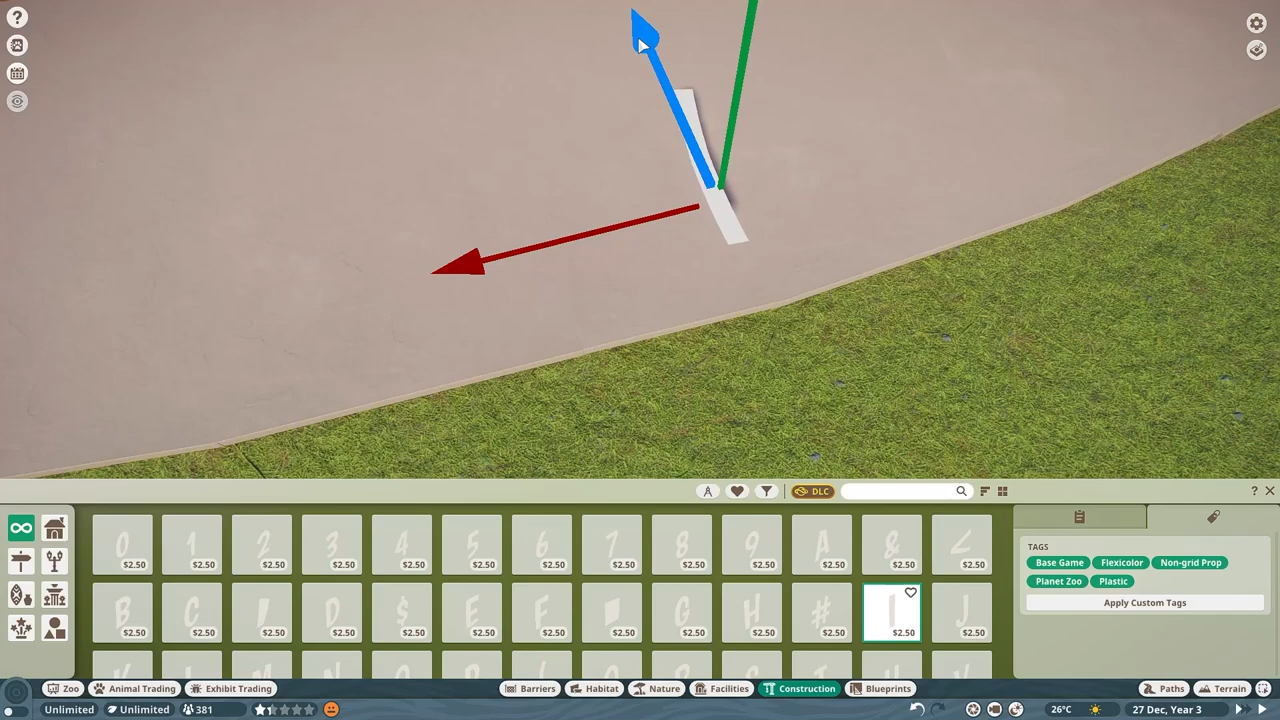 ?
DLC
? ×
0 1 2 3 4 5 6 7 8 9 A & <
$2.50 $2.50 $2.50 $2.50 $2.50 $2.50 $2.50 $2.50 $2.50 $2.50 $2.50 $2.50 $2.50
B C D $ E F G H # I J
$2.50 $2.50 $2.50 $2.50 $2.50 $2.50 $2.50 $2.50 $2.50 $2.50 $2.50 $2.50 $2.50
TAGS
Base Game Flexicolor Non-grid Prop
Planet Zoo Plastic
Apply Custom Tags
Zoo Animal Trading Exhibit Trading Barriers Habitat Nature Facilities Construction Blueprints Paths Terrain
Unlimited Unlimited 381 26°C 27 Dec, Year 3